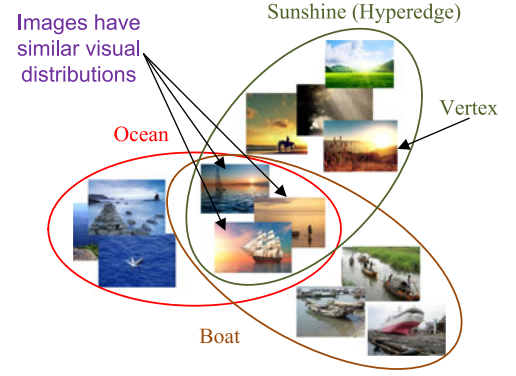 Sunshine (Hyperedge)
Images have
similar visual
distributions
Vertex
Ocean
Boat